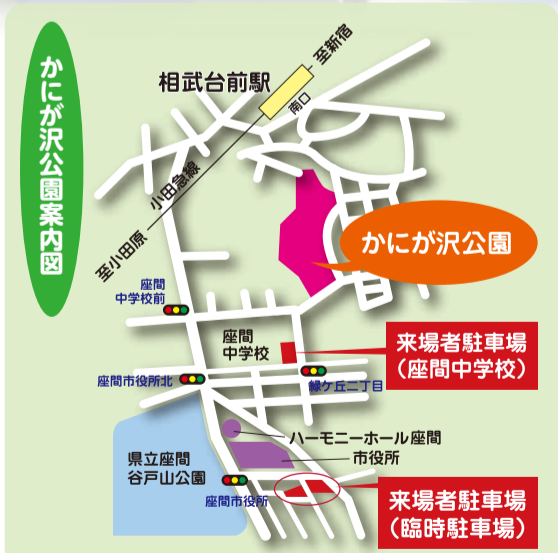 かにが沢公園案内図
至新宿
相武台前駅
南口
小田急線
至小田原
かにが沢公園
座間
中学校前
座間
中学校
来場者駐車場
（座間中学校）
座間市役所北
緑ケ丘二丁目
ハーモニーホール座間
市役所
県立座間
谷戸山公園
座間市役所
来場者駐車場
（臨時駐車場）